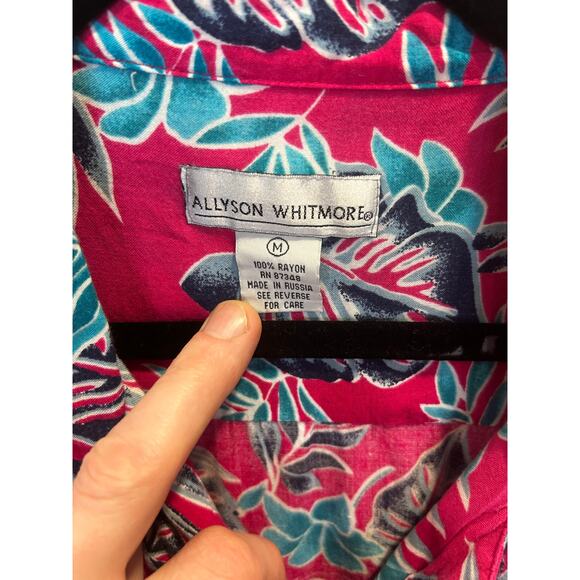 ALLYSON WHITMORE®
M
100% RAYON
RN 87348
MADE IN RUSSIA
SEE REVERSE
FOR CARE